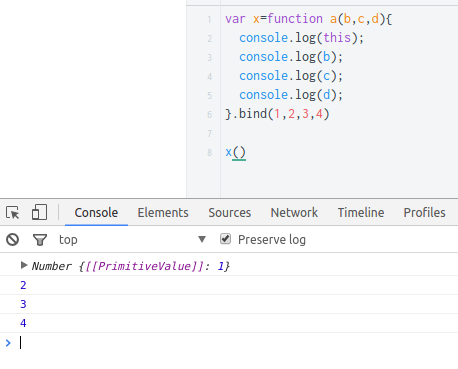 1 var x=function a(b,c,d){
2 console.log(this);
3 console.log(b);
4 console.log(c);
5 console.log(d);
6 }.bind(1,2,3,4)
7
8 x()
Console Elements Sources Network Timeline Profiles
top Preserve log
Number {[[PrimitiveValue]]: 1}
2
3
4